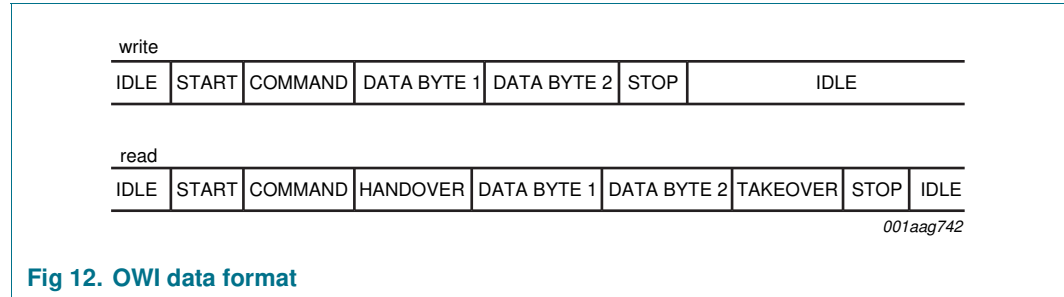 write
IDLE START COMMAND DATA BYTE 1 DATA BYTE 2 STOP IDLE
read
IDLE START COMMAND HANDOVER DATA BYTE 1 DATA BYTE 2 TAKEOVER STOP IDLE
001aag742
Fig 12. OWI data format